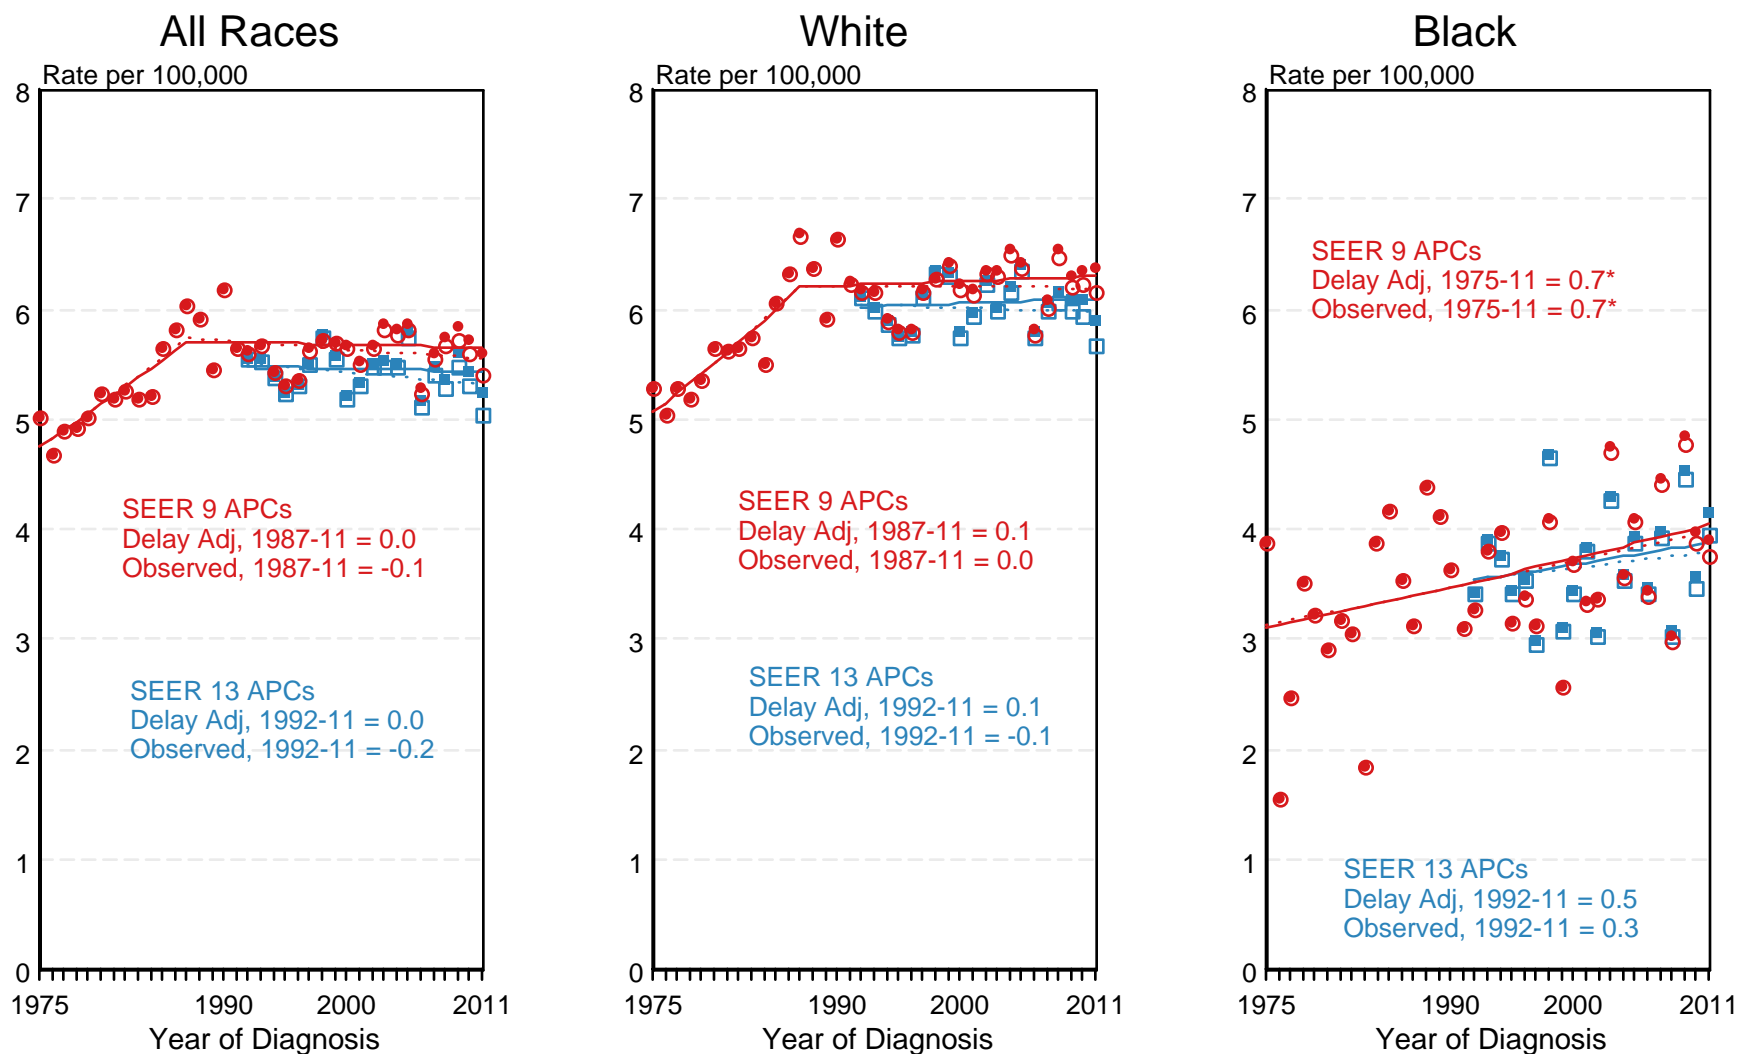 All Races
Rate per 100,000
8
7
6
5
4
3
2
1
0
SEER 9 APCs
Delay Adj, 1987-11 = 0.0
Observed, 1987-11 = -0.1
SEER 13 APCs
Delay Adj, 1992-11 = 0.0
Observed, 1992-11 = -0.2
1975 1990 2000 2011
Year of Diagnosis
White
Rate per 100,000
8
7
6
5
4
3
2
1
0
SEER 9 APCs
Delay Adj, 1987-11 = 0.1
Observed, 1987-11 = 0.0
SEER 13 APCs
Delay Adj, 1992-11 = 0.1
Observed, 1992-11 = -0.1
1975 1990 2000 2011
Year of Diagnosis
Black
Rate per 100,000
8
7
6
5
4
3
2
1
0
SEER 9 APCs
Delay Adj, 1975-11 = 0.7*
Observed, 1975-11 = 0.7*
SEER 13 APCs
Delay Adj, 1992-11 = 0.5
Observed, 1992-11 = 0.3
1975 1990 2000 2011
Year of Diagnosis